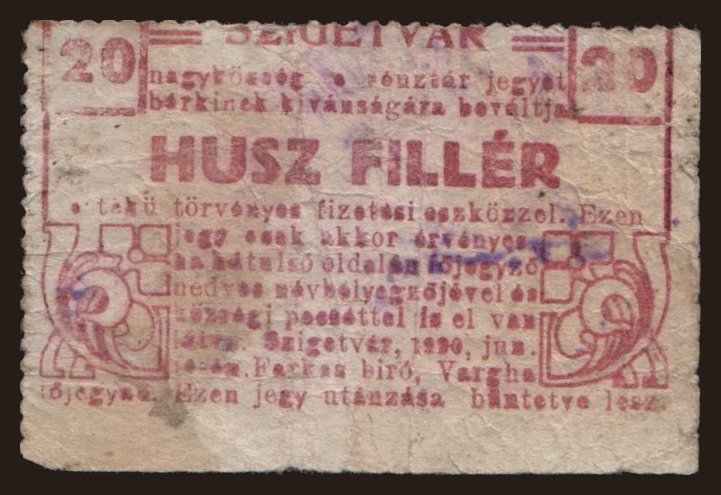 20 SZIGETVÁR 20
nagyközség e pénztár jegyet
bárkinek kívánságára beváltja
HUSZ FILLÉR
törvényes fizetési eszközzel. Ezen
jegy csak akkor érvényes
ha hátulsó oldalán főjegyző
nedves névbélyegzőjével és
községi pecséttel is el van
Szigetvár, 1920, jun.
Farkas biró, Vargha
főjegyző. Ezen jegy utánzása büntetve lesz.